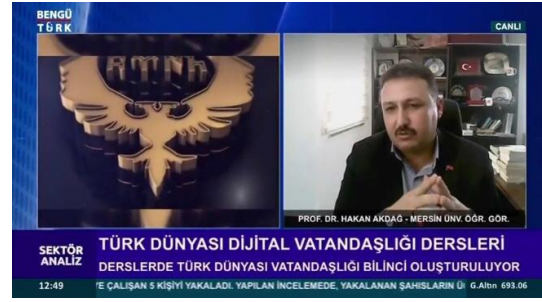 BENGÜ
TÜRK
CANLI
PROF. DR. HAKAN AKDAĞ - MERSİN ÜNV. ÖĞR. GÖR.
SEKTÖR
ANALİZ
TÜRK DÜNYASI DİJİTAL VATANDAŞLIĞI DERSLERİ
DERSLERDE TÜRK DÜNYASI VATANDAŞLIĞI BİLİNCİ OLUŞTURULUYOR
12:49
'E ÇALIŞAN 5 KİŞİYİ YAKALADI. YAPILAN İNCELEMEDE, YAKALANAN ŞAHISLARIN
G.Altn 693.06